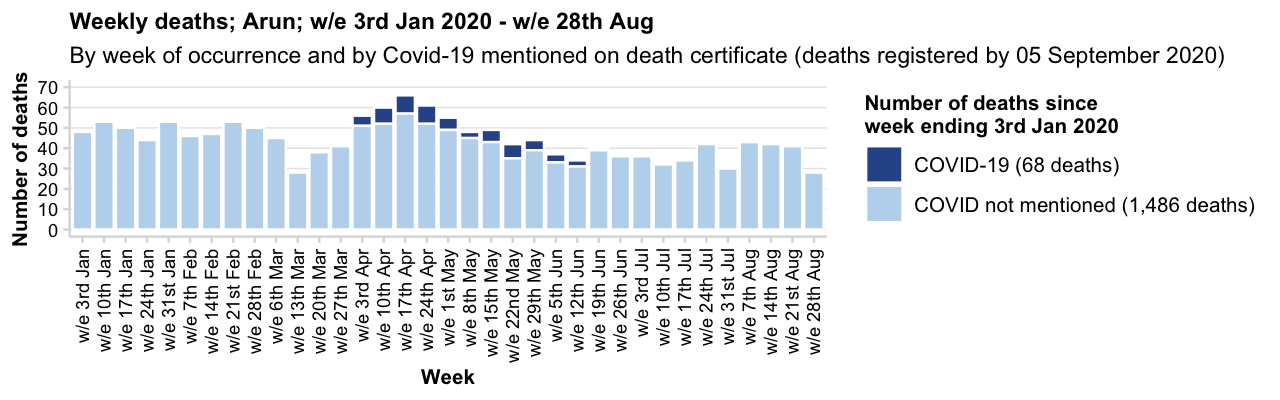 Weekly deaths; Arun; w/e 3rd Jan 2020 - w/e 28th Aug
By week of occurrence and by Covid-19 mentioned on death certificate (deaths registered by 05 September 2020)
Number of deaths
70
60
50
40
30
20
10
0
w/e 3rd Jan
w/e 10th Jan
w/e 17th Jan
w/e 24th Jan
w/e 31st Jan
w/e 7th Feb
w/e 14th Feb
w/e 21st Feb
w/e 28th Feb
w/e 6th Mar
w/e 13th Mar
w/e 20th Mar
w/e 27th Mar
w/e 3rd Apr
w/e 10th Apr
w/e 17th Apr
w/e 24th Apr
w/e 1st May
w/e 8th May
w/e 15th May
w/e 22nd May
w/e 29th May
w/e 5th Jun
w/e 12th Jun
w/e 19th Jun
w/e 26th Jun
w/e 3rd Jul
w/e 10th Jul
w/e 17th Jul
w/e 24th Jul
w/e 31st Jul
w/e 7th Aug
w/e 14th Aug
w/e 21st Aug
w/e 28th Aug
Week
Number of deaths since
week ending 3rd Jan 2020
COVID-19 (68 deaths)
COVID not mentioned (1,486 deaths)